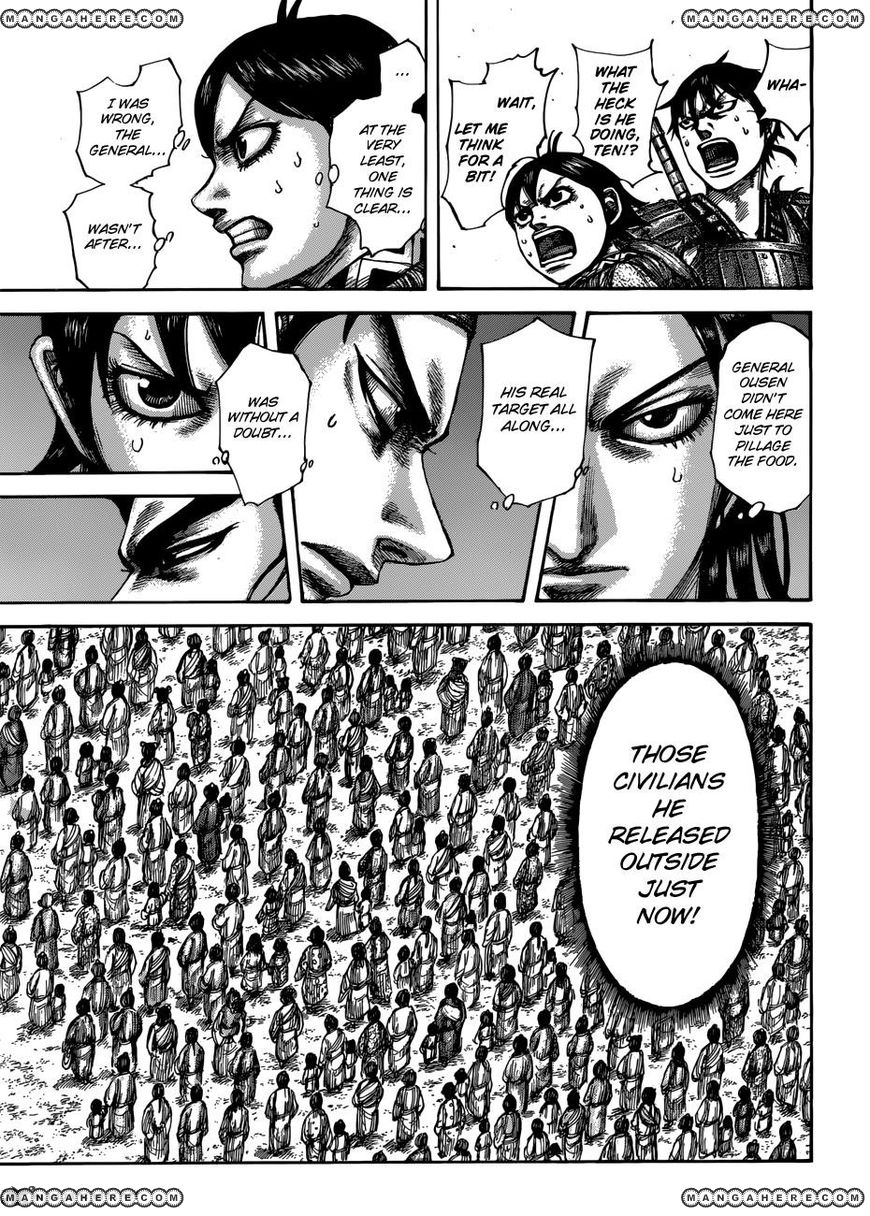 MANGAHERE.COM
MANGAHERE.COM
WHA-
WHAT
THE
HECK
IS HE
DOING,
TEN!?
WAIT,
LET ME
THINK
FOR A
BIT!
...
AT THE
VERY
LEAST,
ONE
THING IS
CLEAR...
I WAS
WRONG,
THE
GENERAL...
WASN'T
AFTER...
GENERAL
OUSEN
DIDN'T
COME HERE
JUST TO
PILLAGE
THE FOOD.
HIS REAL
TARGET ALL
ALONG...
WAS
WITHOUT A
DOUBT...
THOSE
CIVILIANS
HE
RELEASED
OUTSIDE
JUST
NOW!
MANGAHERE.COM
MANGAHERE.COM